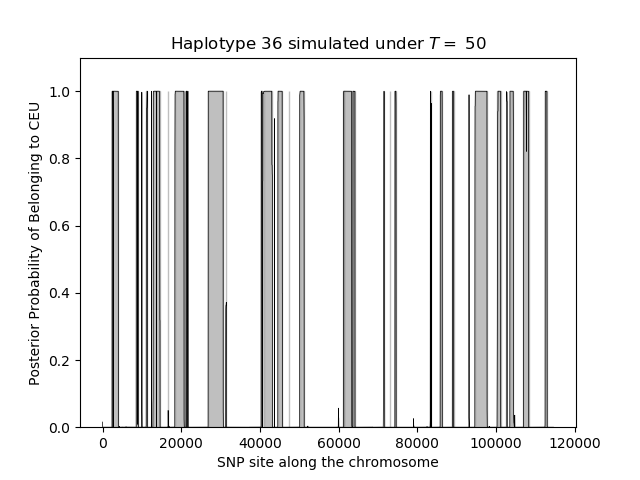 Haplotype 36 simulated under T = 50
Posterior Probability of Belonging to CEU
1.0
0.8
0.6
0.4
0.2
0.0
0 20000 40000 60000 80000 100000 120000
SNP site along the chromosome